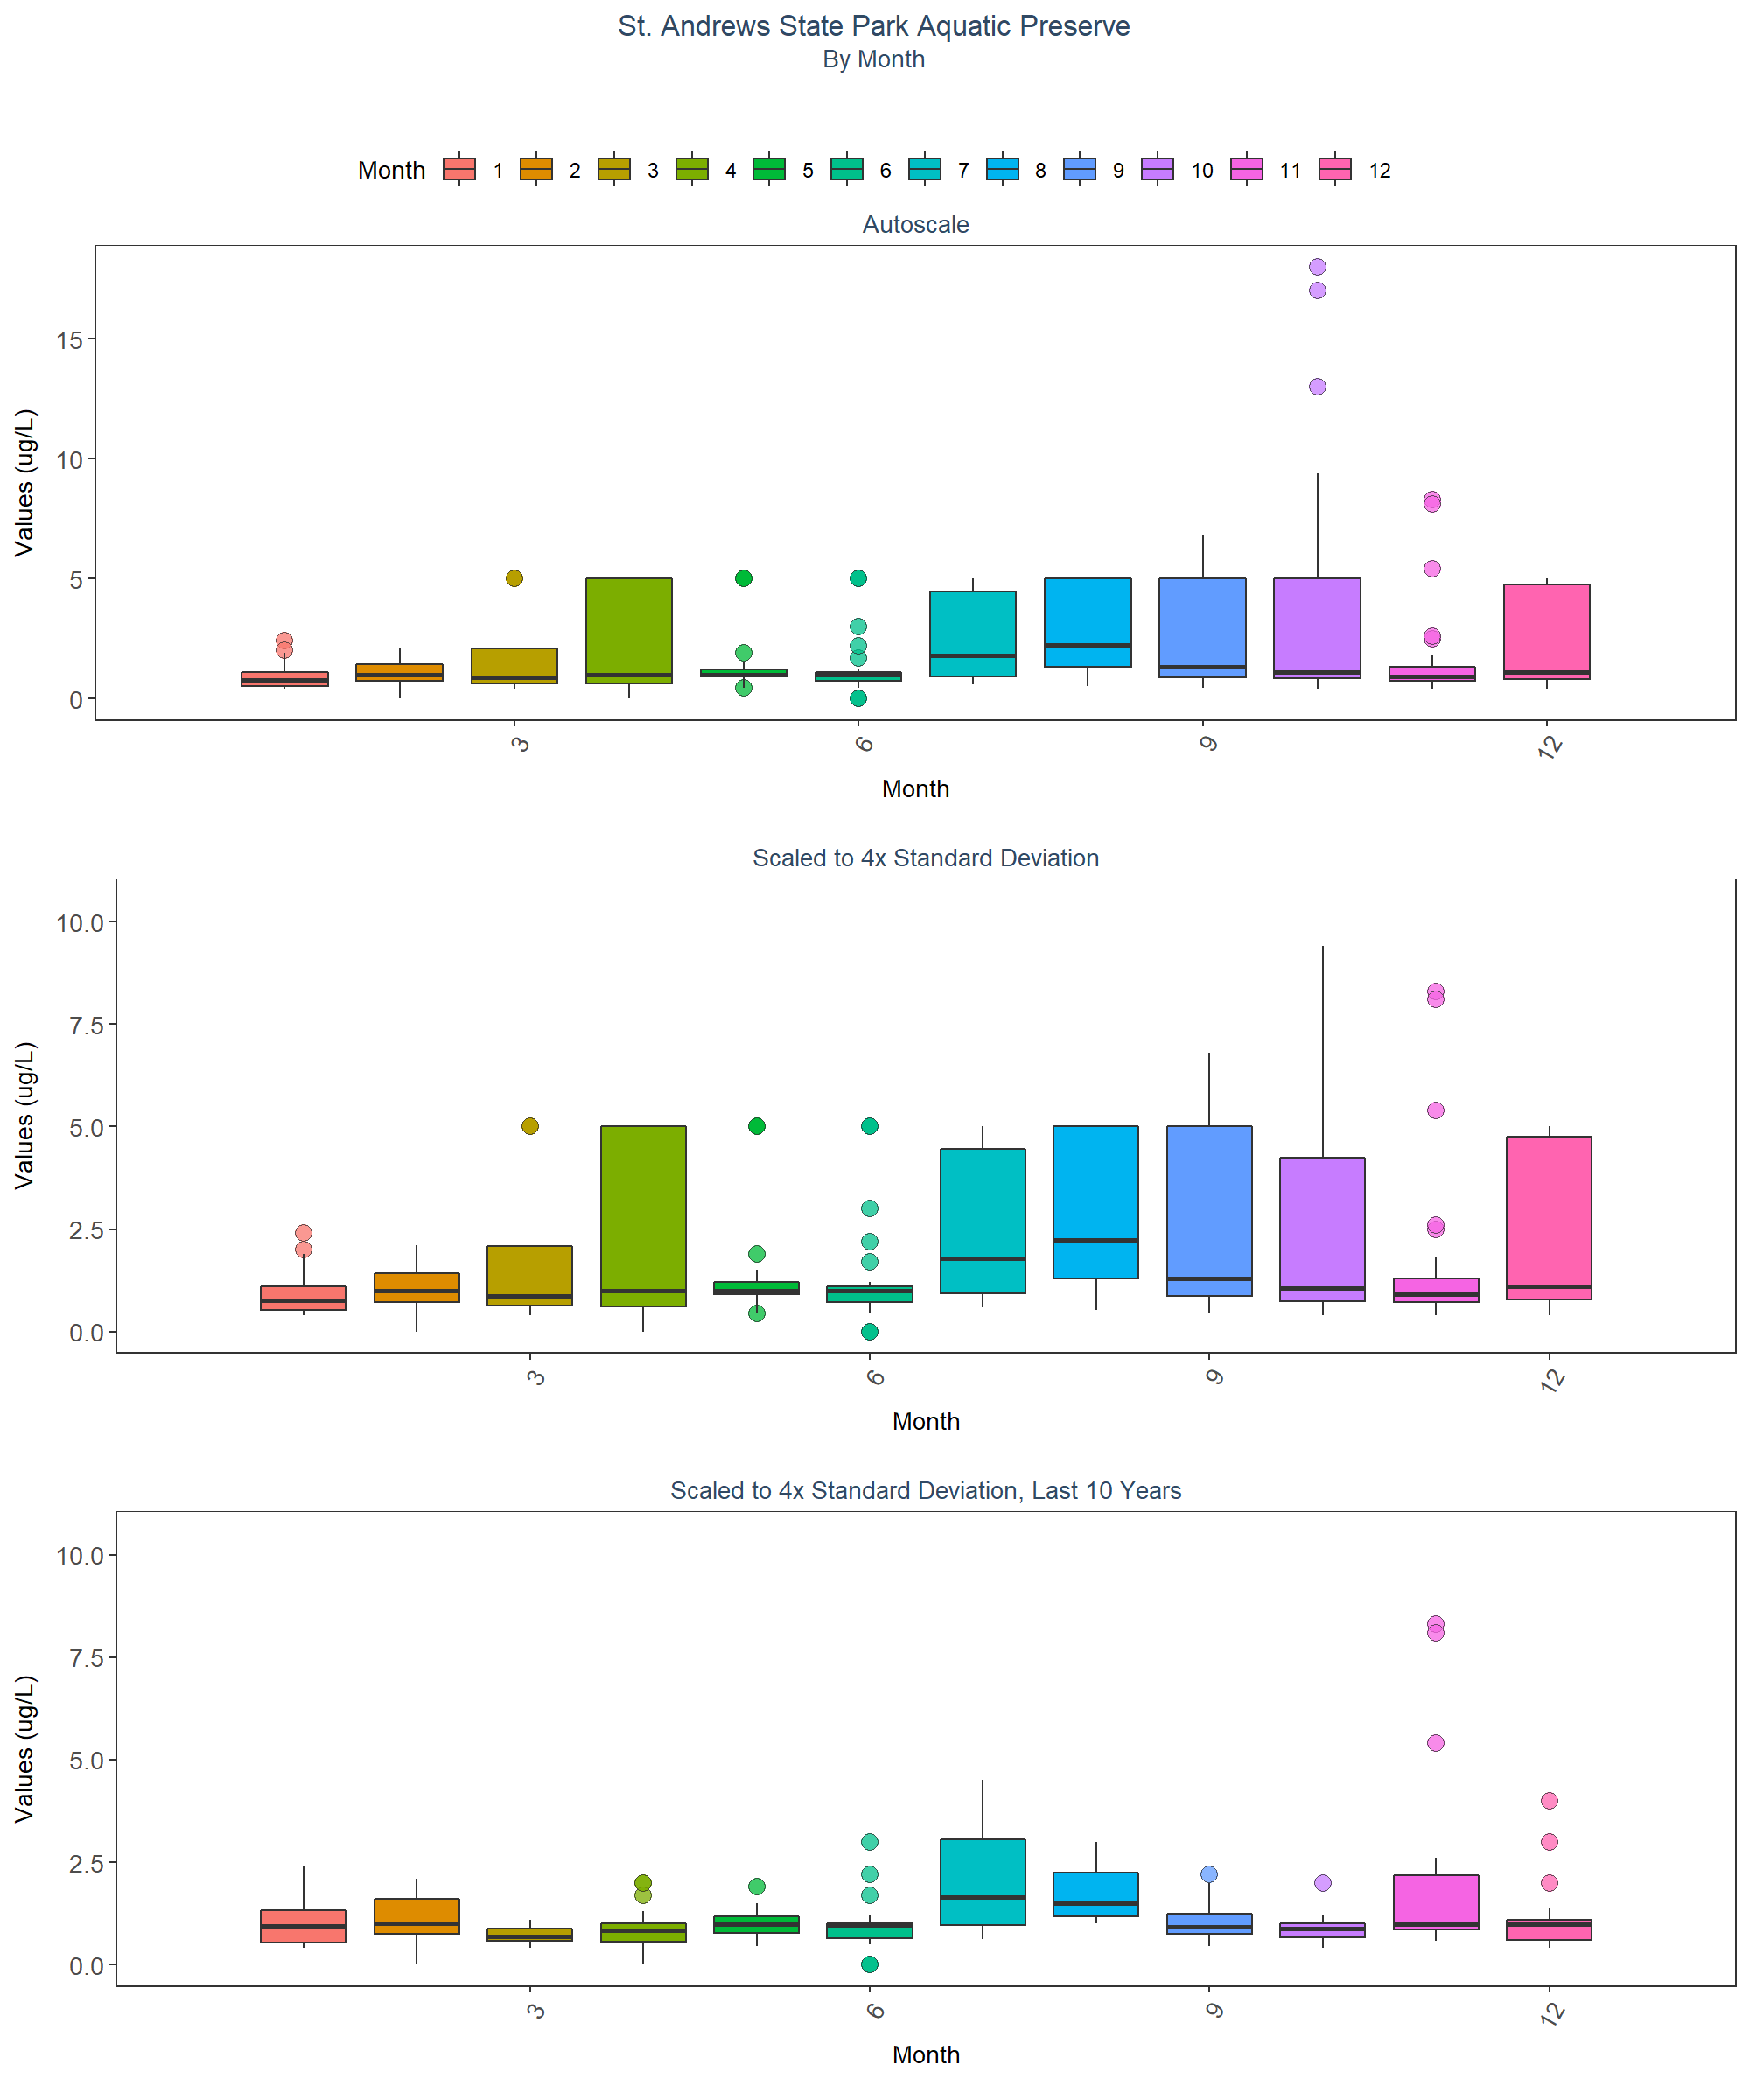 St. Andrews State Park Aquatic Preserve
By Month
Month 1 2 3 4 5 6 7 8 9 10 11 12
Autoscale
Values (ug/L)
15
10
5
0
3 6 9 12
Month
Scaled to 4x Standard Deviation
Values (ug/L)
10.0
7.5
5.0
2.5
0.0
3 6 9 12
Month
Scaled to 4x Standard Deviation, Last 10 Years
Values (ug/L)
10.0
7.5
5.0
2.5
0.0
3 6 9 12
Month